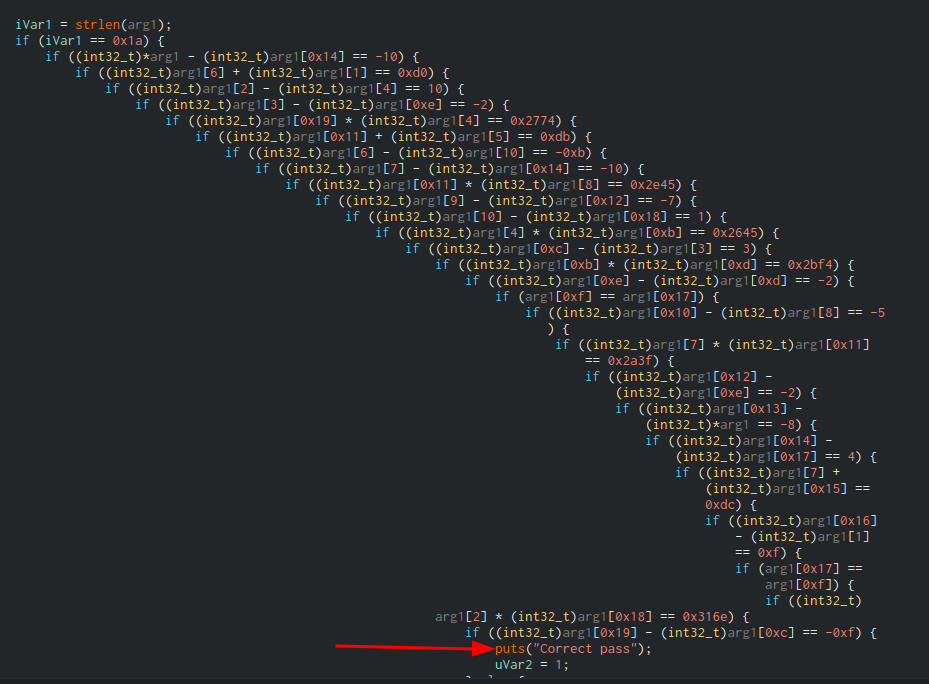 iVar1 = strlen(arg1);
if (iVar1 == 0x1a) {
if ((int32_t)*arg1 - (int32_t)arg1[0x14] == -10) {
if ((int32_t)arg1[6] + (int32_t)arg1[1] == 0xd0) {
if ((int32_t)arg1[2] - (int32_t)arg1[4] == 10) {
if ((int32_t)arg1[3] - (int32_t)arg1[0xe] == -2) {
if ((int32_t)arg1[0x19] * (int32_t)arg1[4] == 0x2774) {
if ((int32_t)arg1[0x11] + (int32_t)arg1[5] == 0xdb) {
if ((int32_t)arg1[6] - (int32_t)arg1[10] == -0xb) {
if ((int32_t)arg1[7] - (int32_t)arg1[0x14] == -10) {
if ((int32_t)arg1[0x11] * (int32_t)arg1[8] == 0x2e45) {
if ((int32_t)arg1[9] - (int32_t)arg1[0x12] == -7) {
if ((int32_t)arg1[10] - (int32_t)arg1[0x18] == 1) {
if ((int32_t)arg1[4] * (int32_t)arg1[0xb] == 0x2645) {
if ((int32_t)arg1[0xc] - (int32_t)arg1[3] == 3) {
if ((int32_t)arg1[0xb] * (int32_t)arg1[0xd] == 0x2bf4) {
if ((int32_t)arg1[0xe] - (int32_t)arg1[0xd] == -2) {
if (arg1[0xf] == arg1[0x17]) {
if ((int32_t)arg1[0x10] - (int32_t)arg1[8] == -5
) {
if ((int32_t)arg1[7] * (int32_t)arg1[0x11]
== 0x2a3f) {
if ((int32_t)arg1[0x12] -
(int32_t)arg1[0xe] == -2) {
if ((int32_t)arg1[0x13] -
(int32_t)*arg1 == -8) {
if ((int32_t)arg1[0x14] -
(int32_t)arg1[0x17] == 4) {
if ((int32_t)arg1[7] +
(int32_t)arg1[0x15] ==
0xdc) {
if ((int32_t)arg1[0x16]
- (int32_t)arg1[1]
== 0xf) {
if (arg1[0x17] ==
arg1[0xf]) {
if ((int32_t)
arg1[2] * (int32_t)arg1[0x18] == 0x316e) {
if ((int32_t)arg1[0x19] - (int32_t)arg1[0xc] == -0xf) {
puts("Correct pass");
uVar2 = 1;